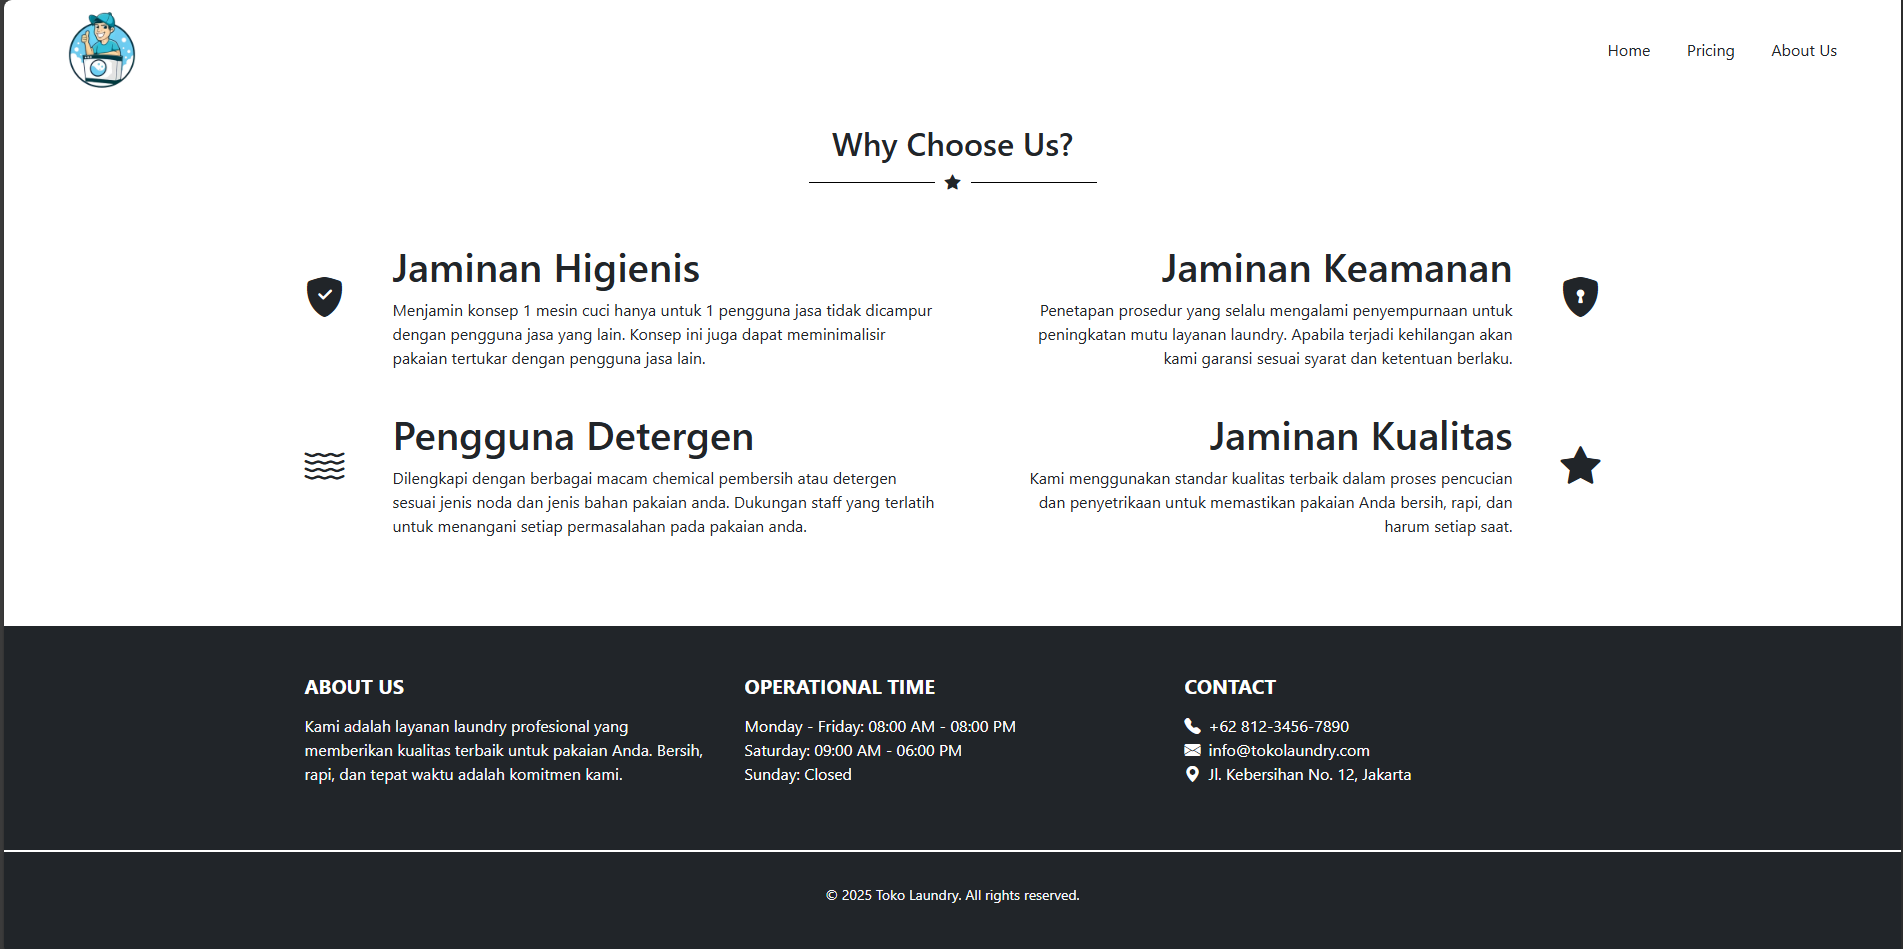 Home Pricing About Us
Why Choose Us?
Jaminan Higienis
Menjamin konsep 1 mesin cuci hanya untuk 1 pengguna jasa tidak dicampur
dengan pengguna jasa yang lain. Konsep ini juga dapat meminimalisir
pakaian tertukar dengan pengguna jasa lain.
Jaminan Keamanan
Penetapan prosedur yang selalu mengalami penyempurnaan untuk
peningkatan mutu layanan laundry. Apabila terjadi kehilangan akan
kami garansi sesuai syarat dan ketentuan berlaku.
Pengguna Detergen
Dilengkapi dengan berbagai macam chemical pembersih atau detergen
sesuai jenis noda dan jenis bahan pakaian anda. Dukungan staff yang terlatih
untuk menangani setiap permasalahan pada pakaian anda.
Jaminan Kualitas
Kami menggunakan standar kualitas terbaik dalam proses pencucian
dan penyetrikaan untuk memastikan pakaian Anda bersih, rapi, dan
harum setiap saat.
ABOUT US
Kami adalah layanan laundry profesional yang
memberikan kualitas terbaik untuk pakaian Anda. Bersih,
rapi, dan tepat waktu adalah komitmen kami.
OPERATIONAL TIME
Monday - Friday: 08:00 AM - 08:00 PM
Saturday: 09:00 AM - 06:00 PM
Sunday: Closed
CONTACT
+62 812-3456-7890
info@tokolaundry.com
Jl. Kebersihan No. 12, Jakarta
© 2025 Toko Laundry. All rights reserved.